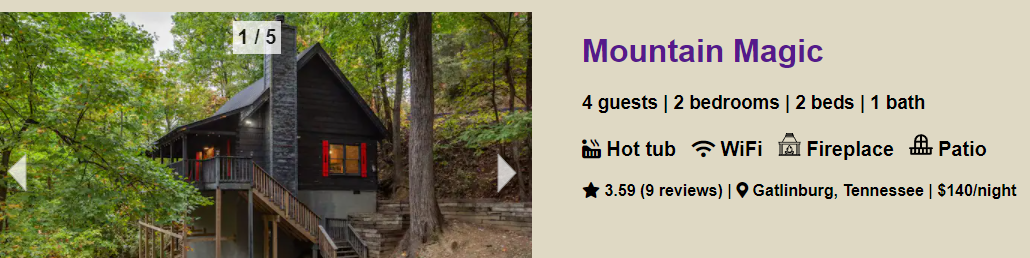 1 / 5
Mountain Magic
4 guests | 2 bedrooms | 2 beds | 1 bath
Hot tub WiFi Fireplace Patio
3.59 (9 reviews) | Gatlinburg, Tennessee | $140/night